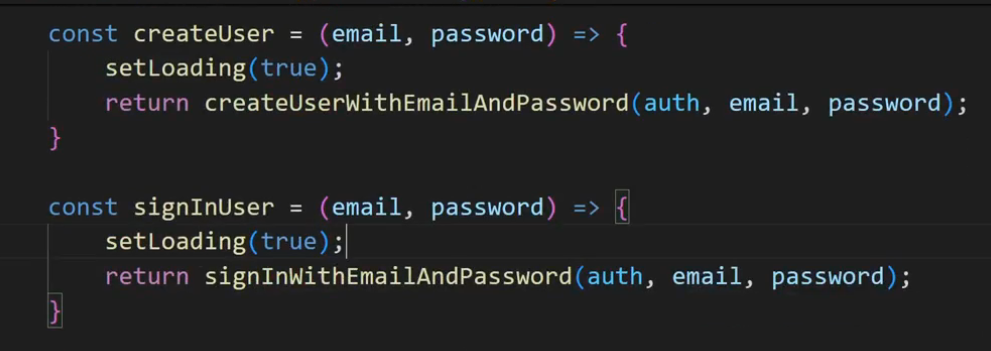 const createUser = (email, password) => {
setLoading(true);
return createUserWithEmailAndPassword(auth, email, password);
}
const signInUser = (email, password) => {
setLoading(true);
return signInWithEmailAndPassword(auth, email, password);
}